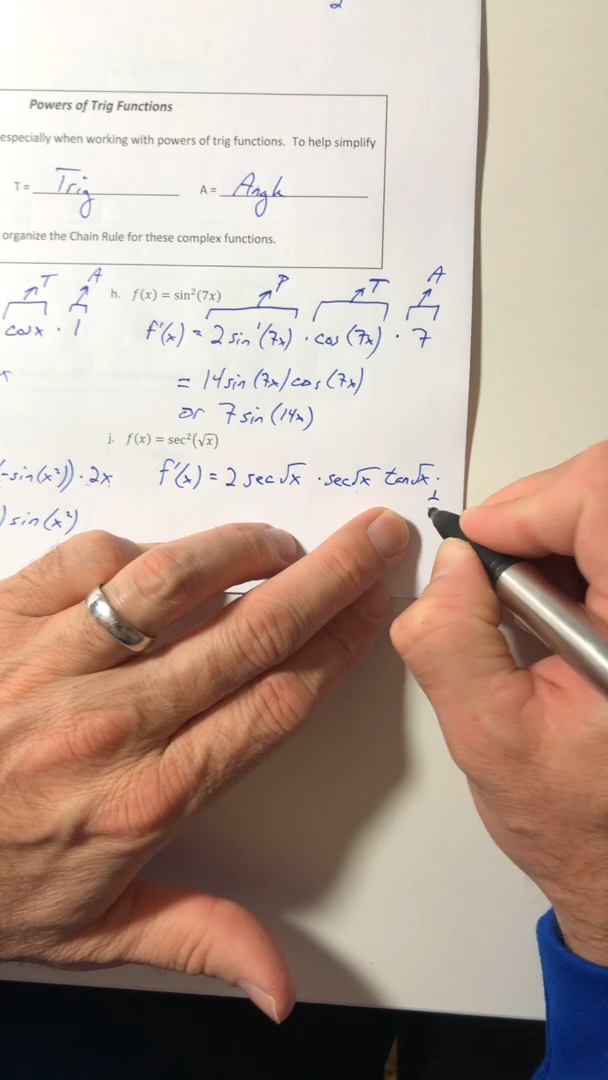 Powers of Trig Functions
especially when working with powers of trig functions. To help simplify
T = Trig A = Angle
organize the Chain Rule for these complex functions.
T A
cosx · 1
h. f(x) = sin²(7x)
P T A
f'(x) = 2 sin¹(7x) · cos (7x) · 7
= 14 sin (7x) cos (7x)
or 7 sin (14x)
j. f(x) = sec²(√x)
-sin(x²)) · 2x
f'(x) = 2 sec √x · sec√x tan√x ·
) sin (x²)